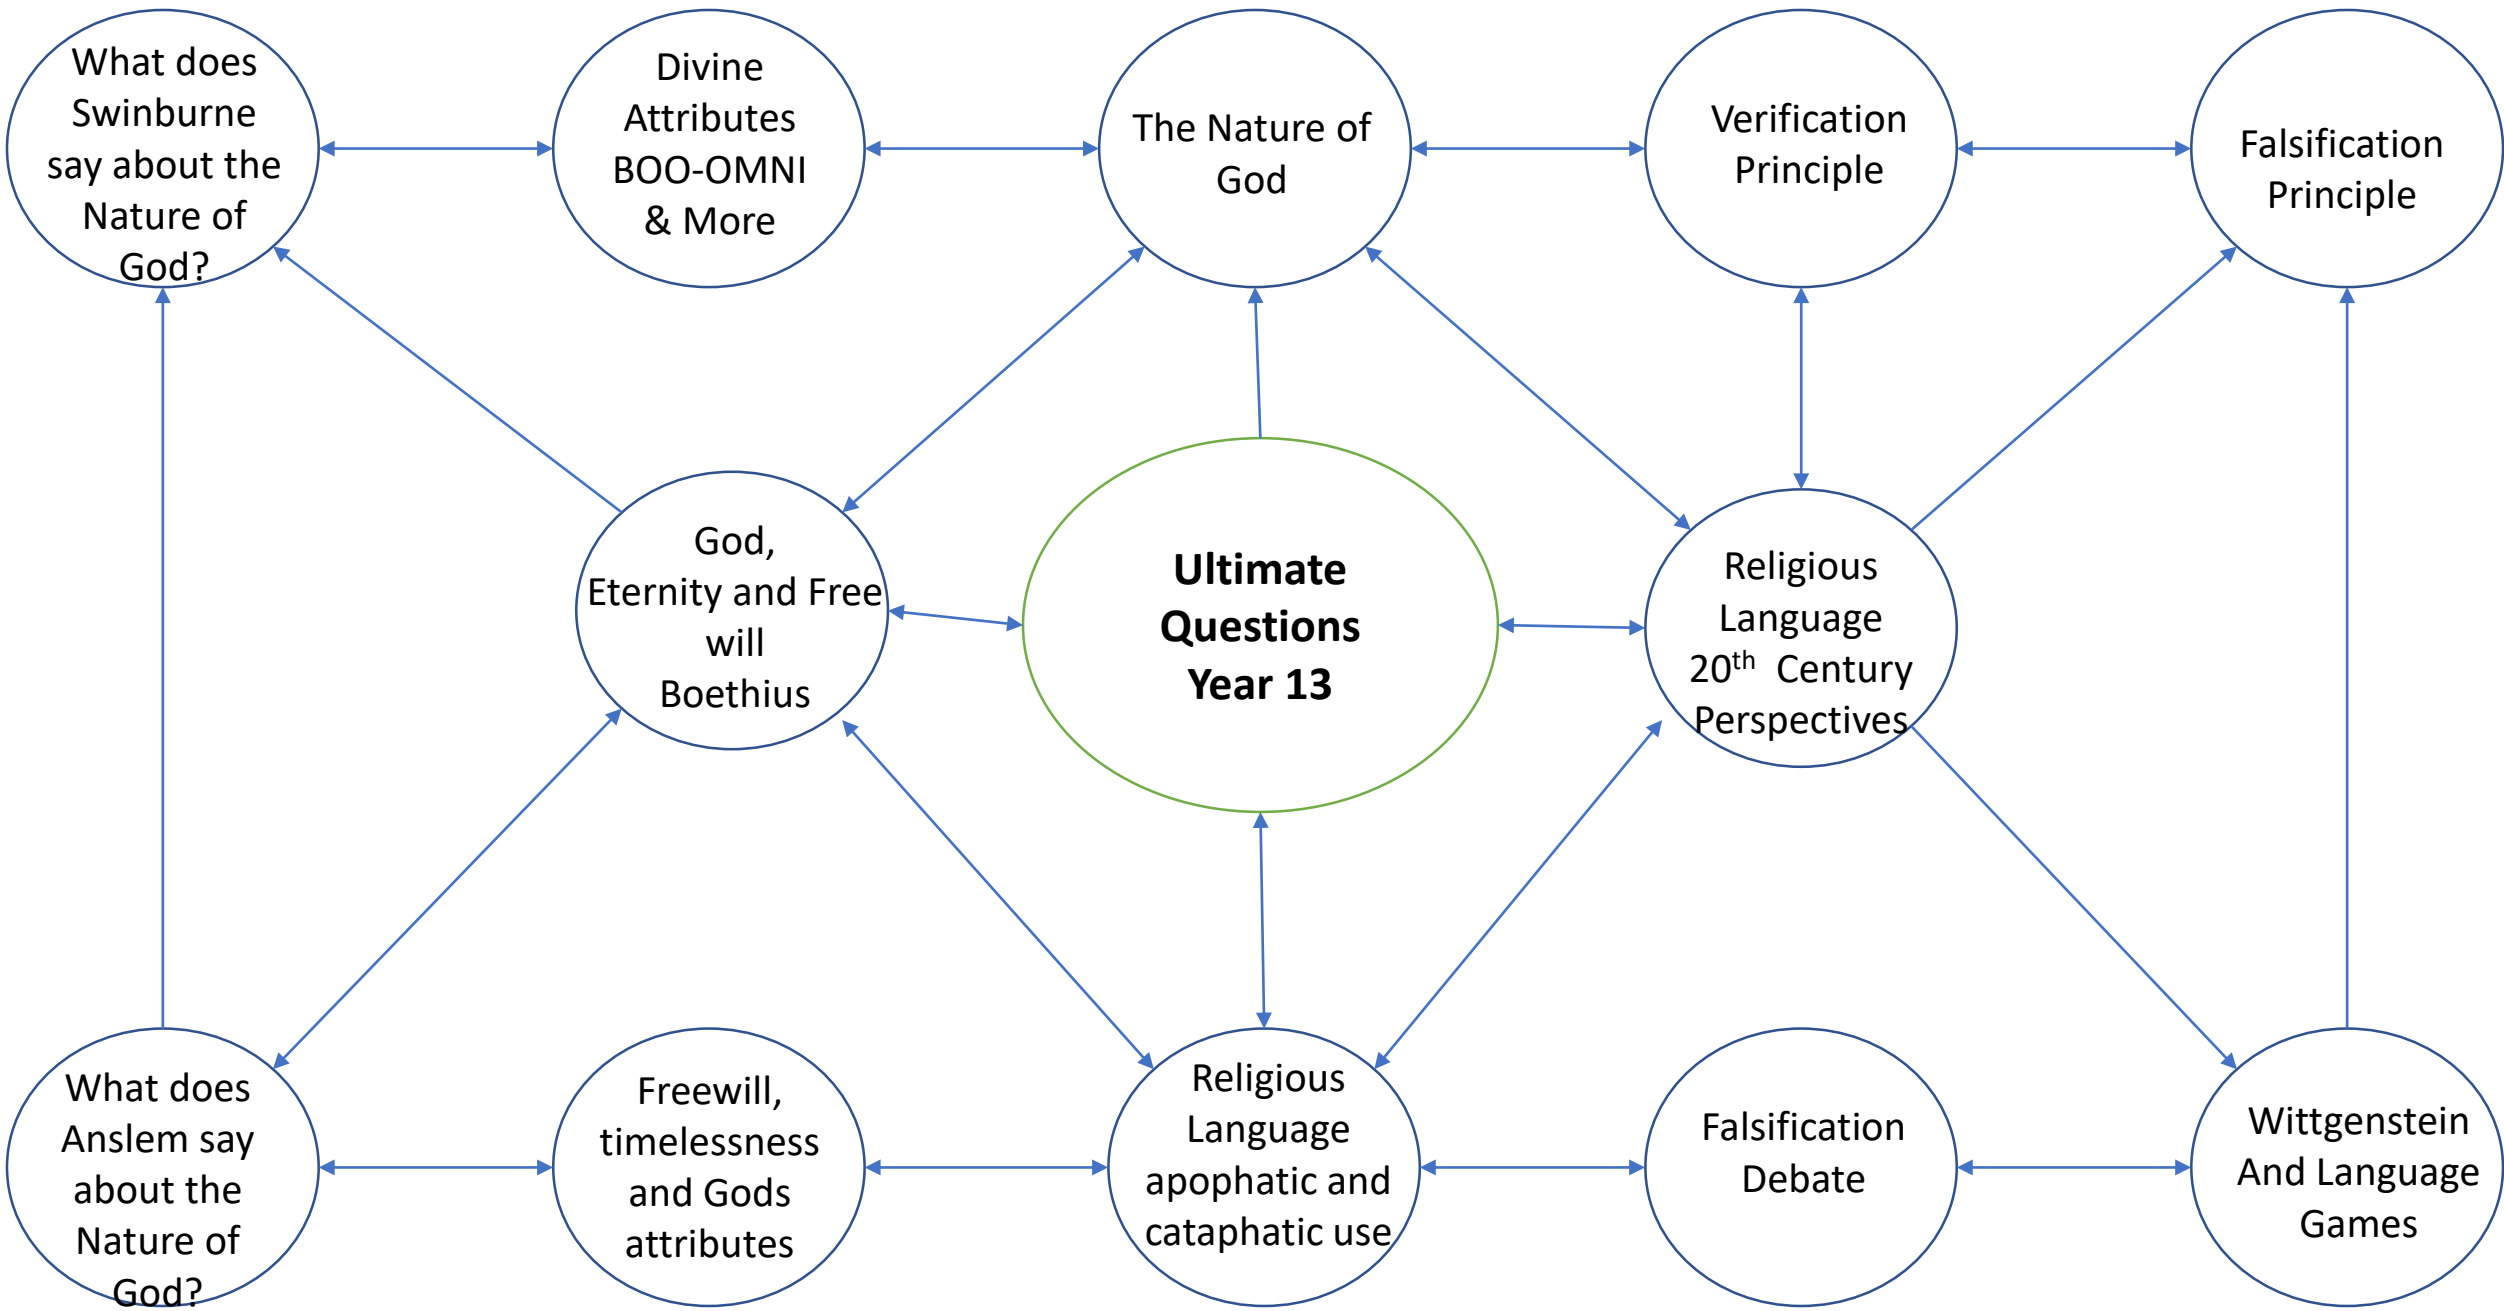 What does
Swinburne
say about the
Nature of
God?
Divine
Attributes
BOO-OMNI
& More
The Nature of
God
Verification
Principle
Falsification
Principle
God,
Eternity and Free
will
Boethius
Ultimate
Questions
Year 13
Religious
Language
20th Century
Perspectives
What does
Anslem say
about the
Nature of
God?
Freewill,
timelessness
and Gods
attributes
Religious
Language
apophatic and
cataphatic use
Falsification
Debate
Wittgenstein
And Language
Games